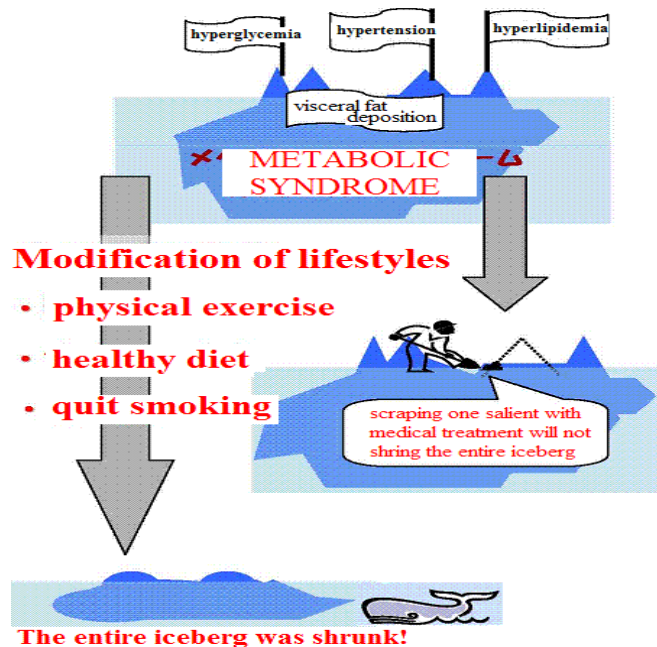 hyperglycemia
hypertension
hyperlipidemia
visceral fat
deposition
METABOLIC
SYNDROME
Modification of lifestyles
• physical exercise
• healthy diet
• quit smoking
scraping one salient with
medical treatment will not
shring the entire iceberg
The entire iceberg was shrunk!